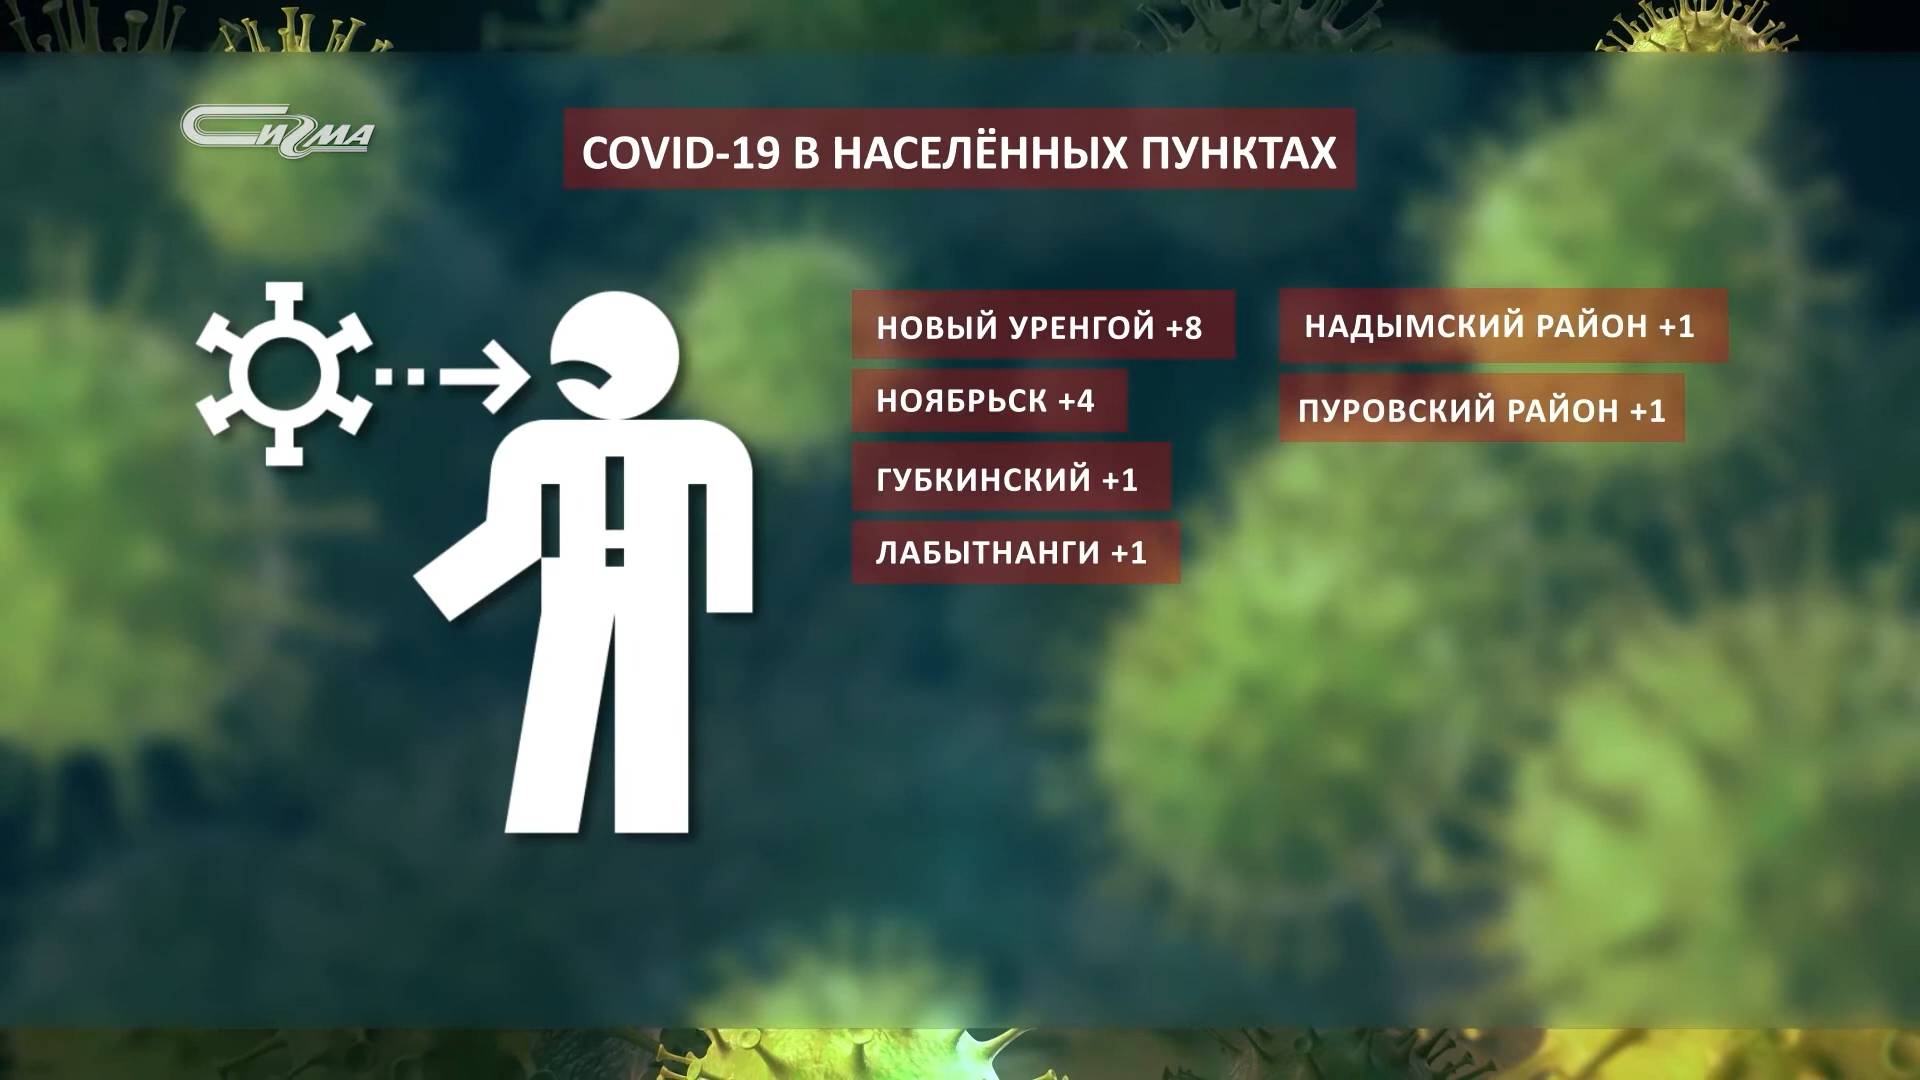 СИГМА
COVID-19 В НАСЕЛЁННЫХ ПУНКТАХ
НОВЫЙ УРЕНГОЙ +8
НОЯБРЬСК +4
ГУБКИНСКИЙ +1
ЛАБЫТНАНГИ +1
НАДЫМСКИЙ РАЙОН +1
ПУРОВСКИЙ РАЙОН +1